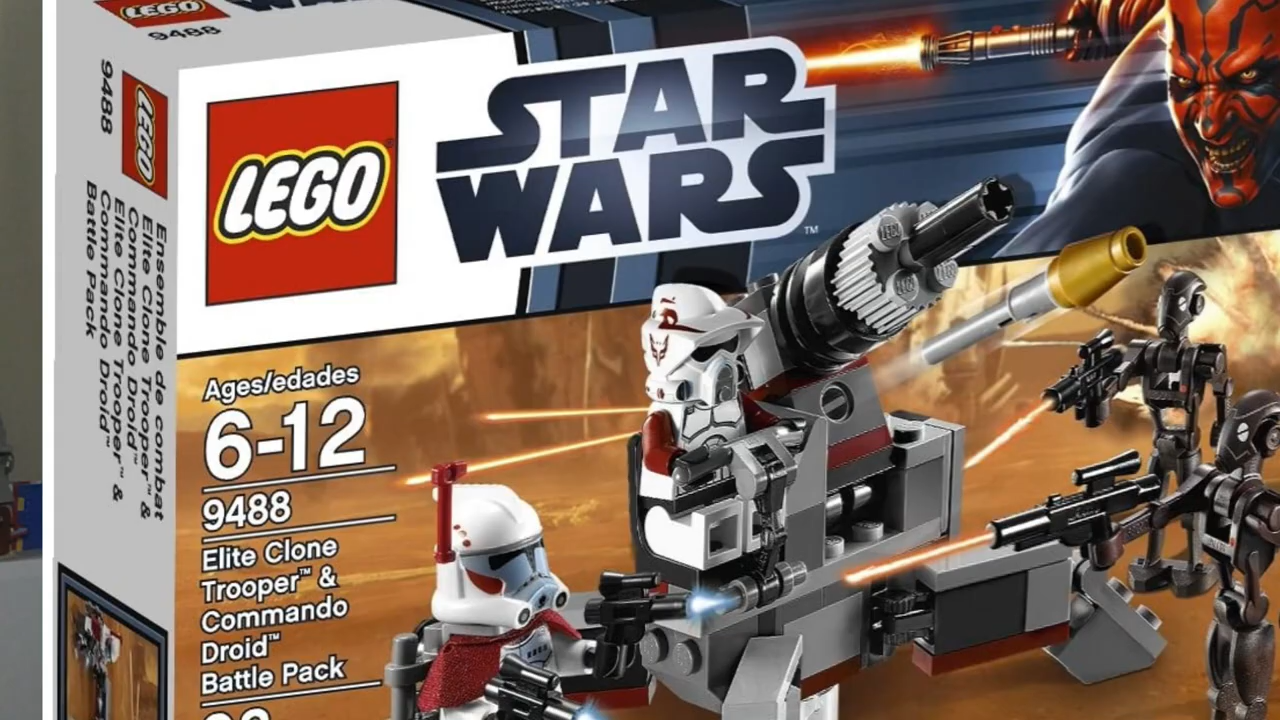 LEGO
9488
9488
LEGO
Ensemble de combat
Elite Clone Trooper™ &
Commando Droid™
Elite Clone Trooper™ &
Commando Droid™
Battle Pack
LEGO®
STAR
WARS™
Ages/edades
6-12
9488
Elite Clone
Trooper™ &
Commando
Droid™
Battle Pack